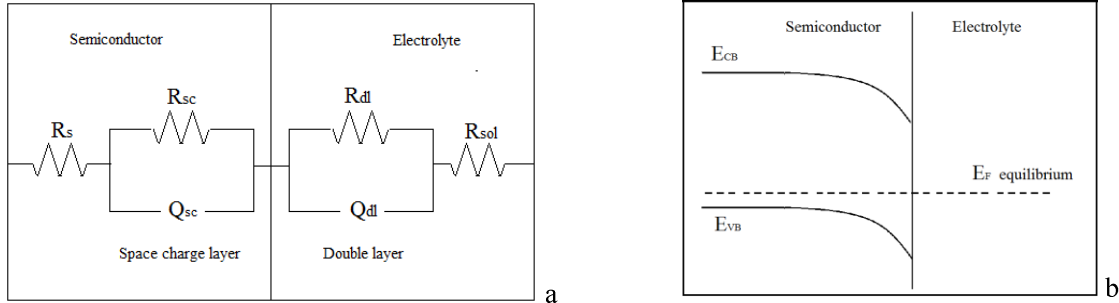 Semiconductor
Electrolyte
Rsc
Rdl
Rs
Rsol
Qsc
Qdl
Space charge layer
Double layer
a
Semiconductor
Electrolyte
ECB
EF equilibrium
EVB
b